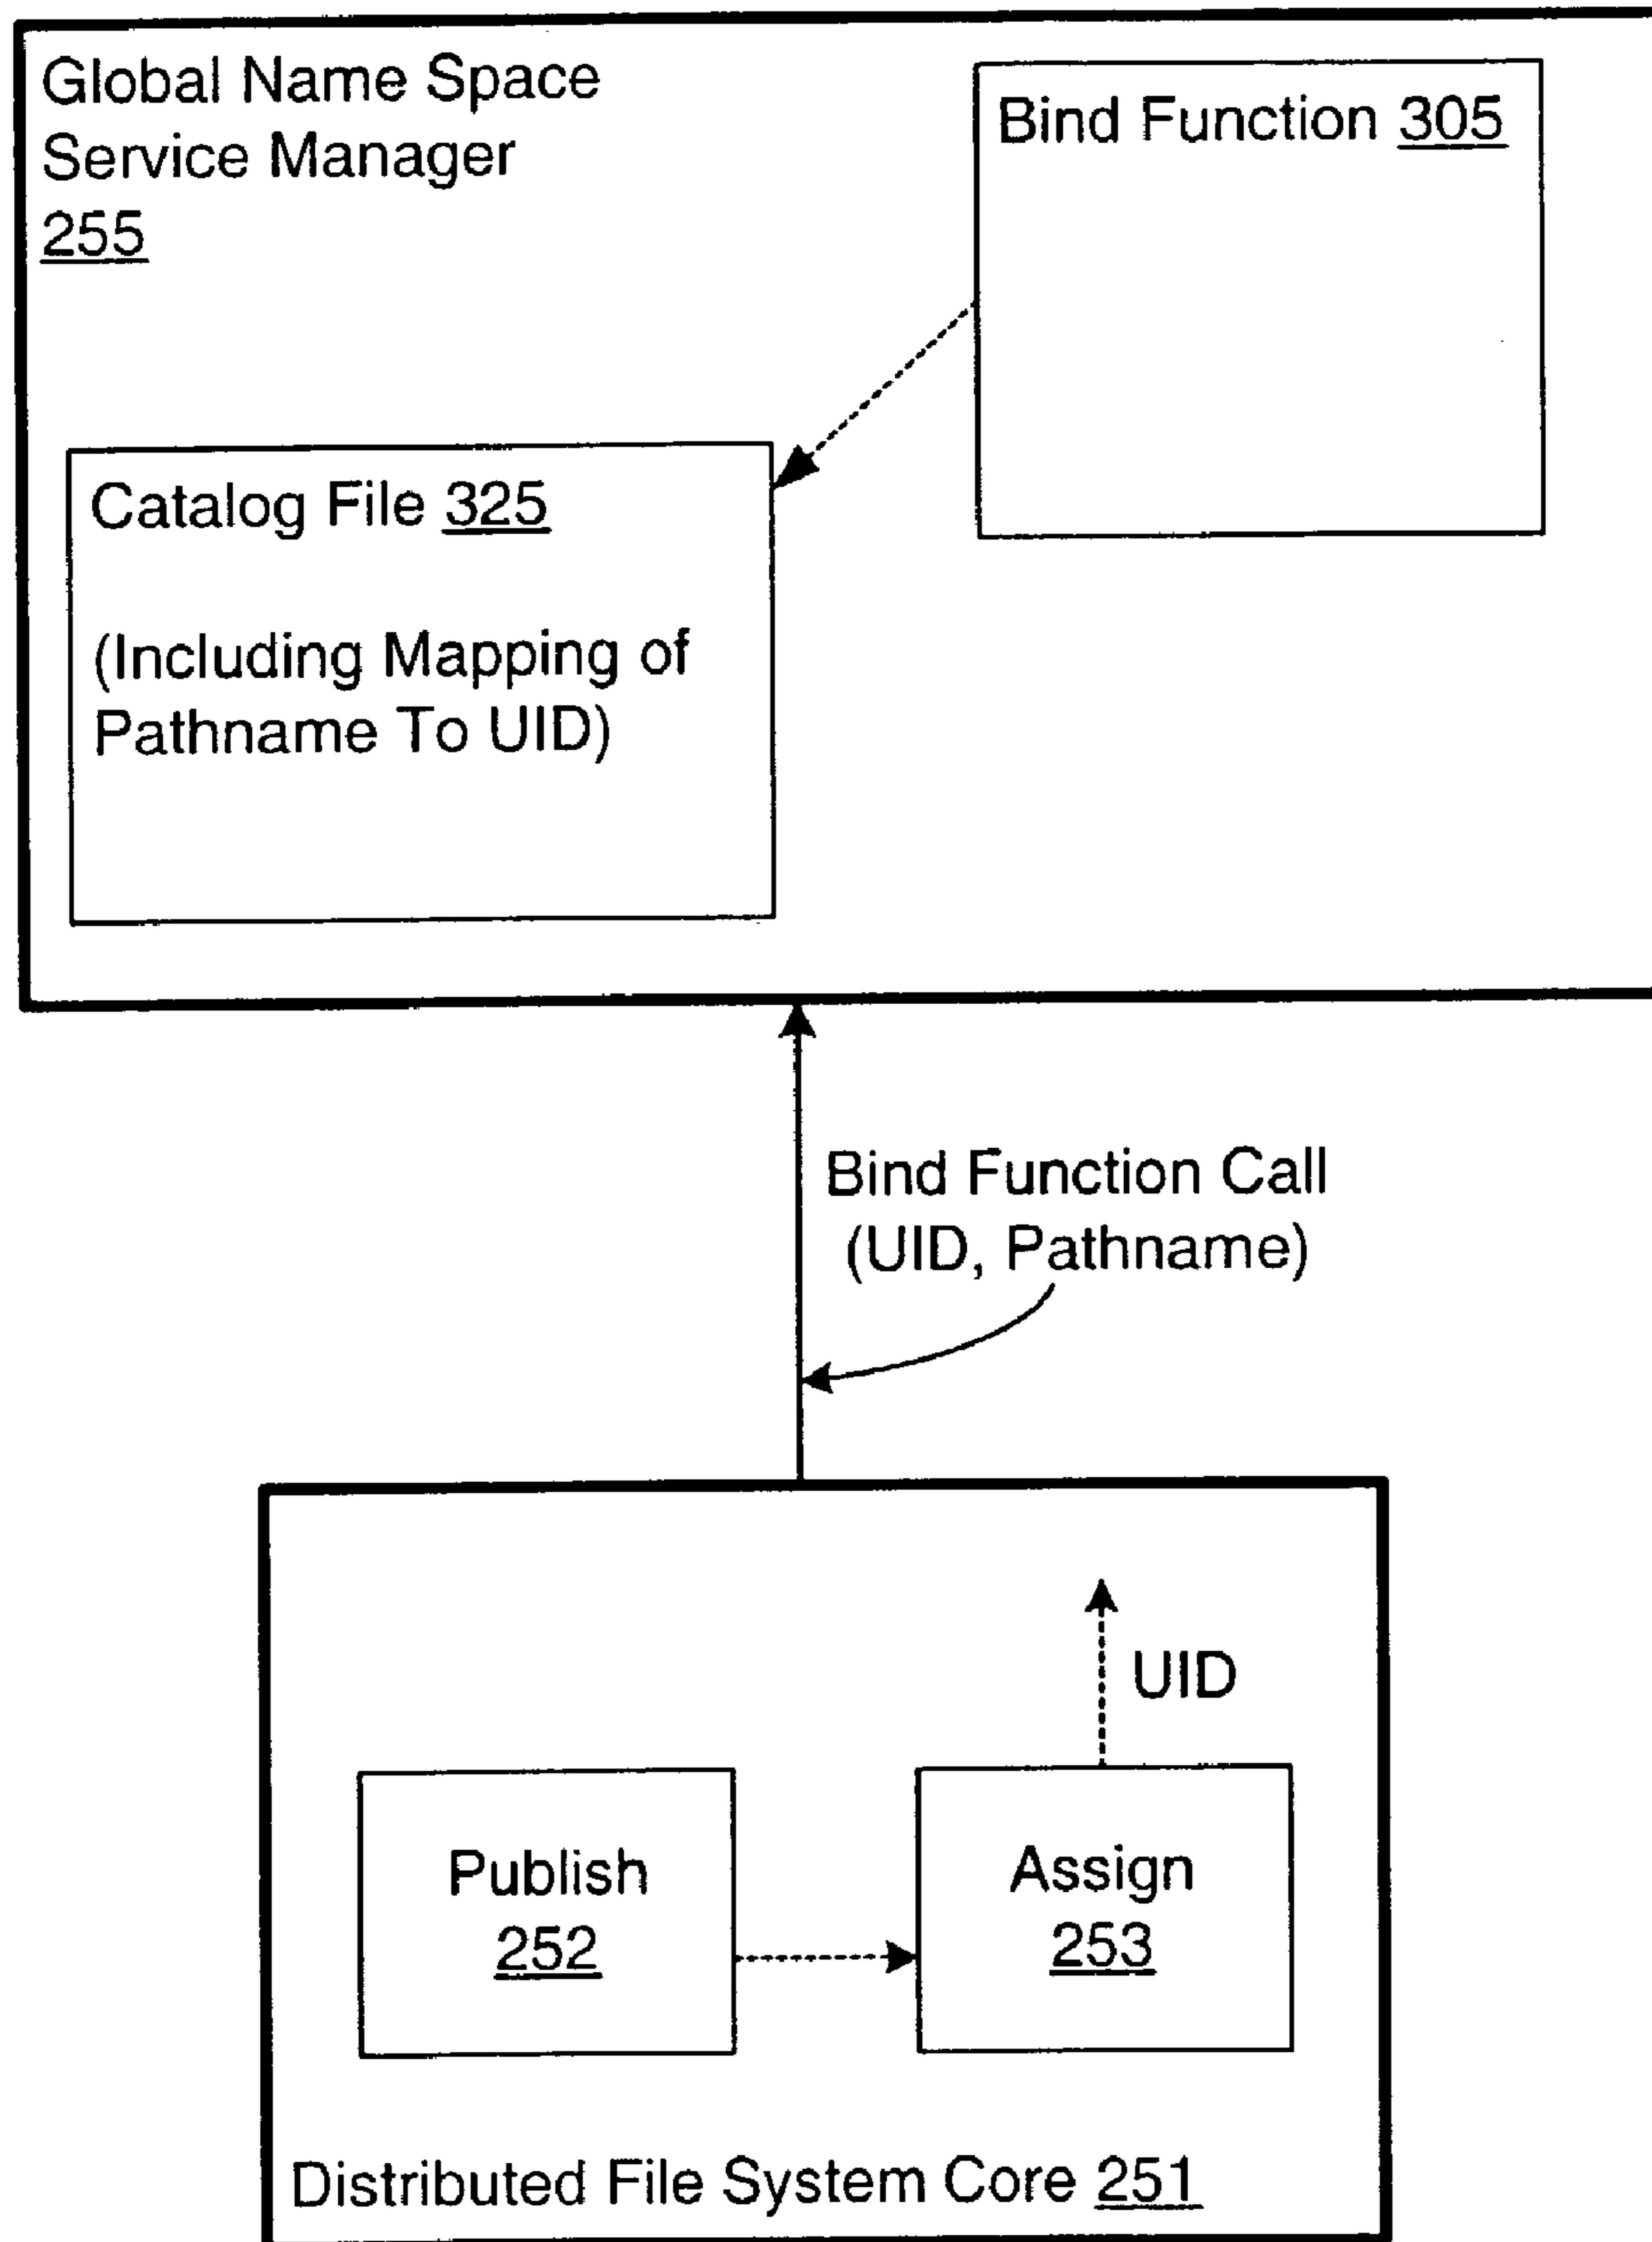 Global Name Space
Service Manager
255
Bind Function 305
Catalog File 325
(Including Mapping of
Pathname To UID)
Bind Function Call
(UID, Pathname)
UID
Publish
252
Assign
253
Distributed File System Core 251